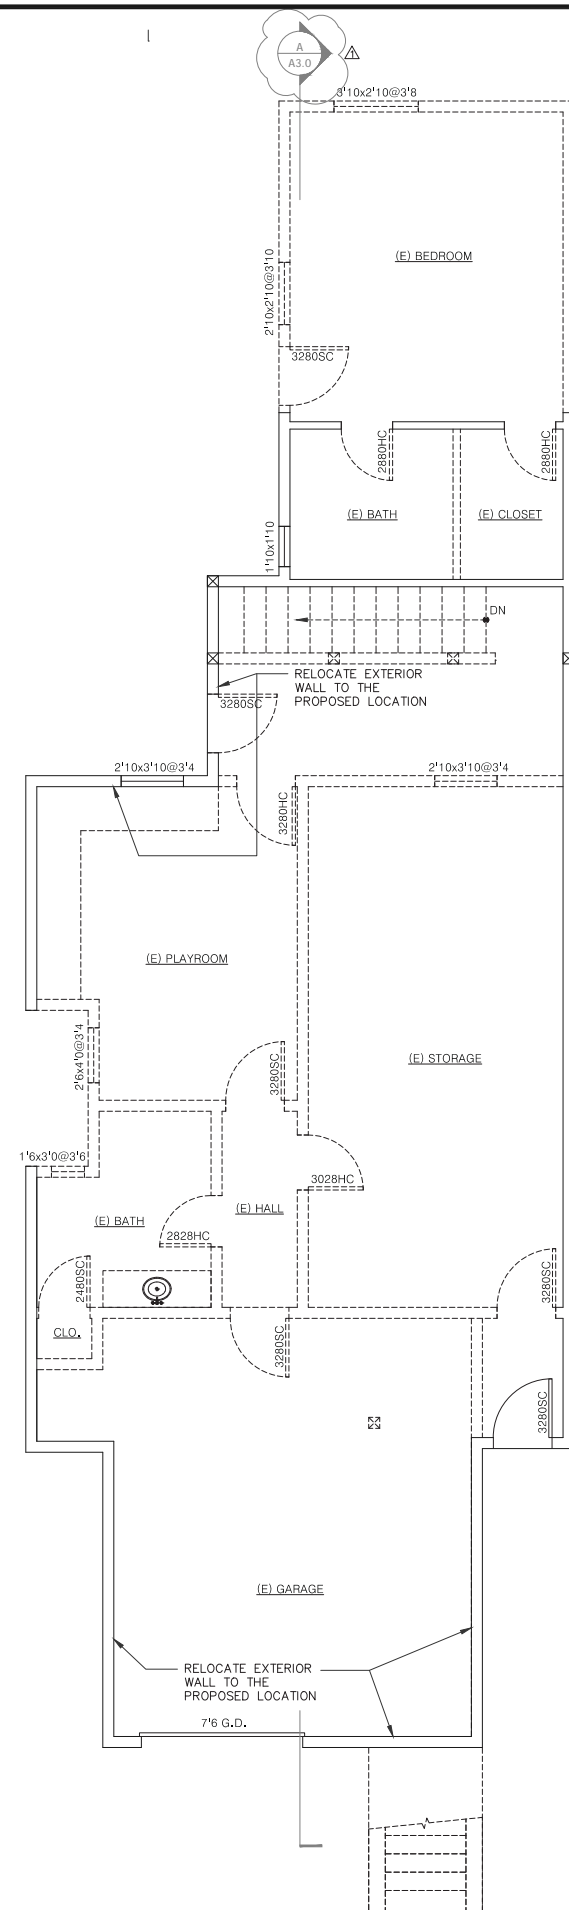 A
A3.0
1
3'10x2'10@3'8
(E) BEDROOM
2'10x2'10@3'10
3280SC
2880HC
2880HC
(E) BATH
(E) CLOSET
1'10x1'10
DN
RELOCATE EXTERIOR
WALL TO THE
PROPOSED LOCATION
3280SC
2'10x3'10@3'4
2'10x3'10@3'4
3280HC
(E) PLAYROOM
2'6x4'0@3'4
3280SC
(E) STORAGE
1'6x3'0@3'6
3028HC
(E) BATH
(E) HALL
2828HC
2480SC
3280SC
CLO.
3280SC
3280SC
(E) GARAGE
RELOCATE EXTERIOR
WALL TO THE
PROPOSED LOCATION
7'6 G.D.